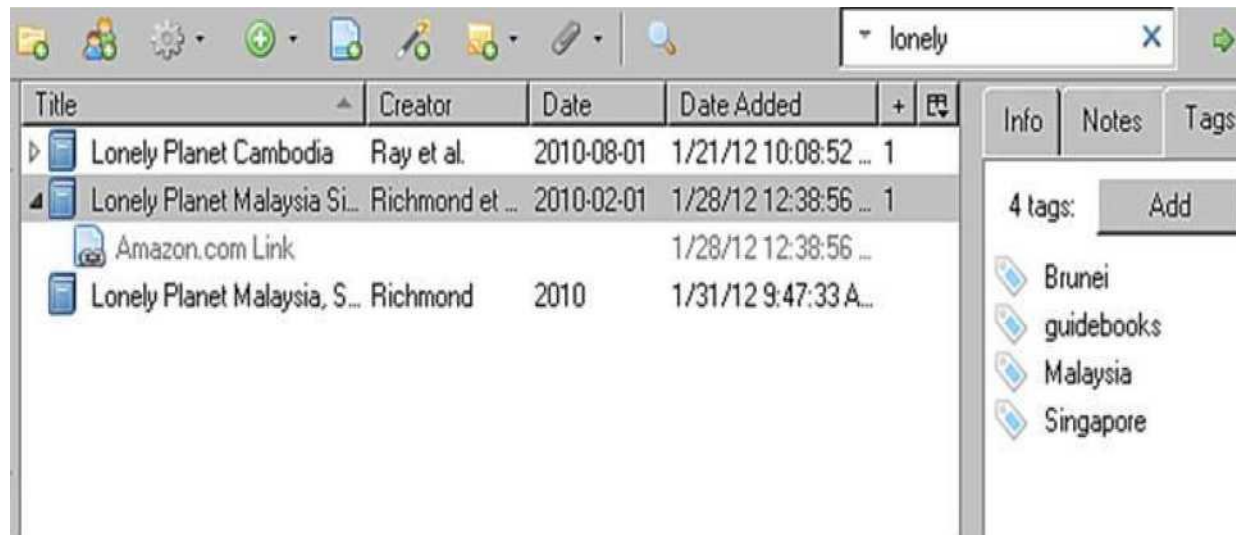 lonely
Title Creator Date Date Added + Info Notes Tags
Lonely Planet Cambodia Ray et al. 2010-08-01 1/21/12 10:08:52 ... 1
Lonely Planet Malaysia Si... Richmond et ... 2010-02-01 1/28/12 12:38:56 ... 1
4 tags: Add
Amazon.com Link 1/28/12 12:38:56 ...
Brunei
Lonely Planet Malaysia, S... Richmond 2010 1/31/12 9:47:33 A...
guidebooks
Malaysia
Singapore